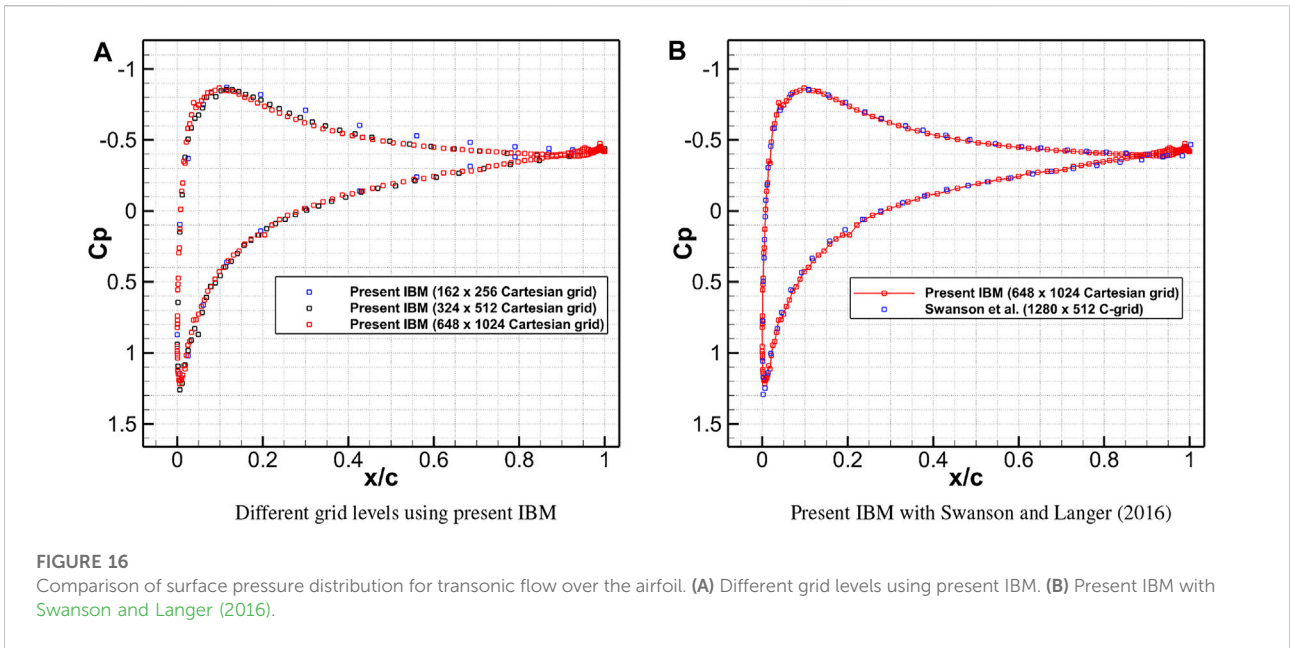 A
-1
-0.5
0
0.5
1
1.5
Cp
0 0.2 0.4 0.6 0.8 1
x/c
Present IBM (162 x 256 Cartesian grid)
Present IBM (324 x 512 Cartesian grid)
Present IBM (648 x 1024 Cartesian grid)
Different grid levels using present IBM
B
-1
-0.5
0
0.5
1
1.5
Cp
0 0.2 0.4 0.6 0.8 1
x/c
Present IBM (648 x 1024 Cartesian grid)
Swanson et al. (1280 x 512 C-grid)
Present IBM with Swanson and Langer (2016)
FIGURE 16
Comparison of surface pressure distribution for transonic flow over the airfoil. (A) Different grid levels using present IBM. (B) Present IBM with
Swanson and Langer (2016).